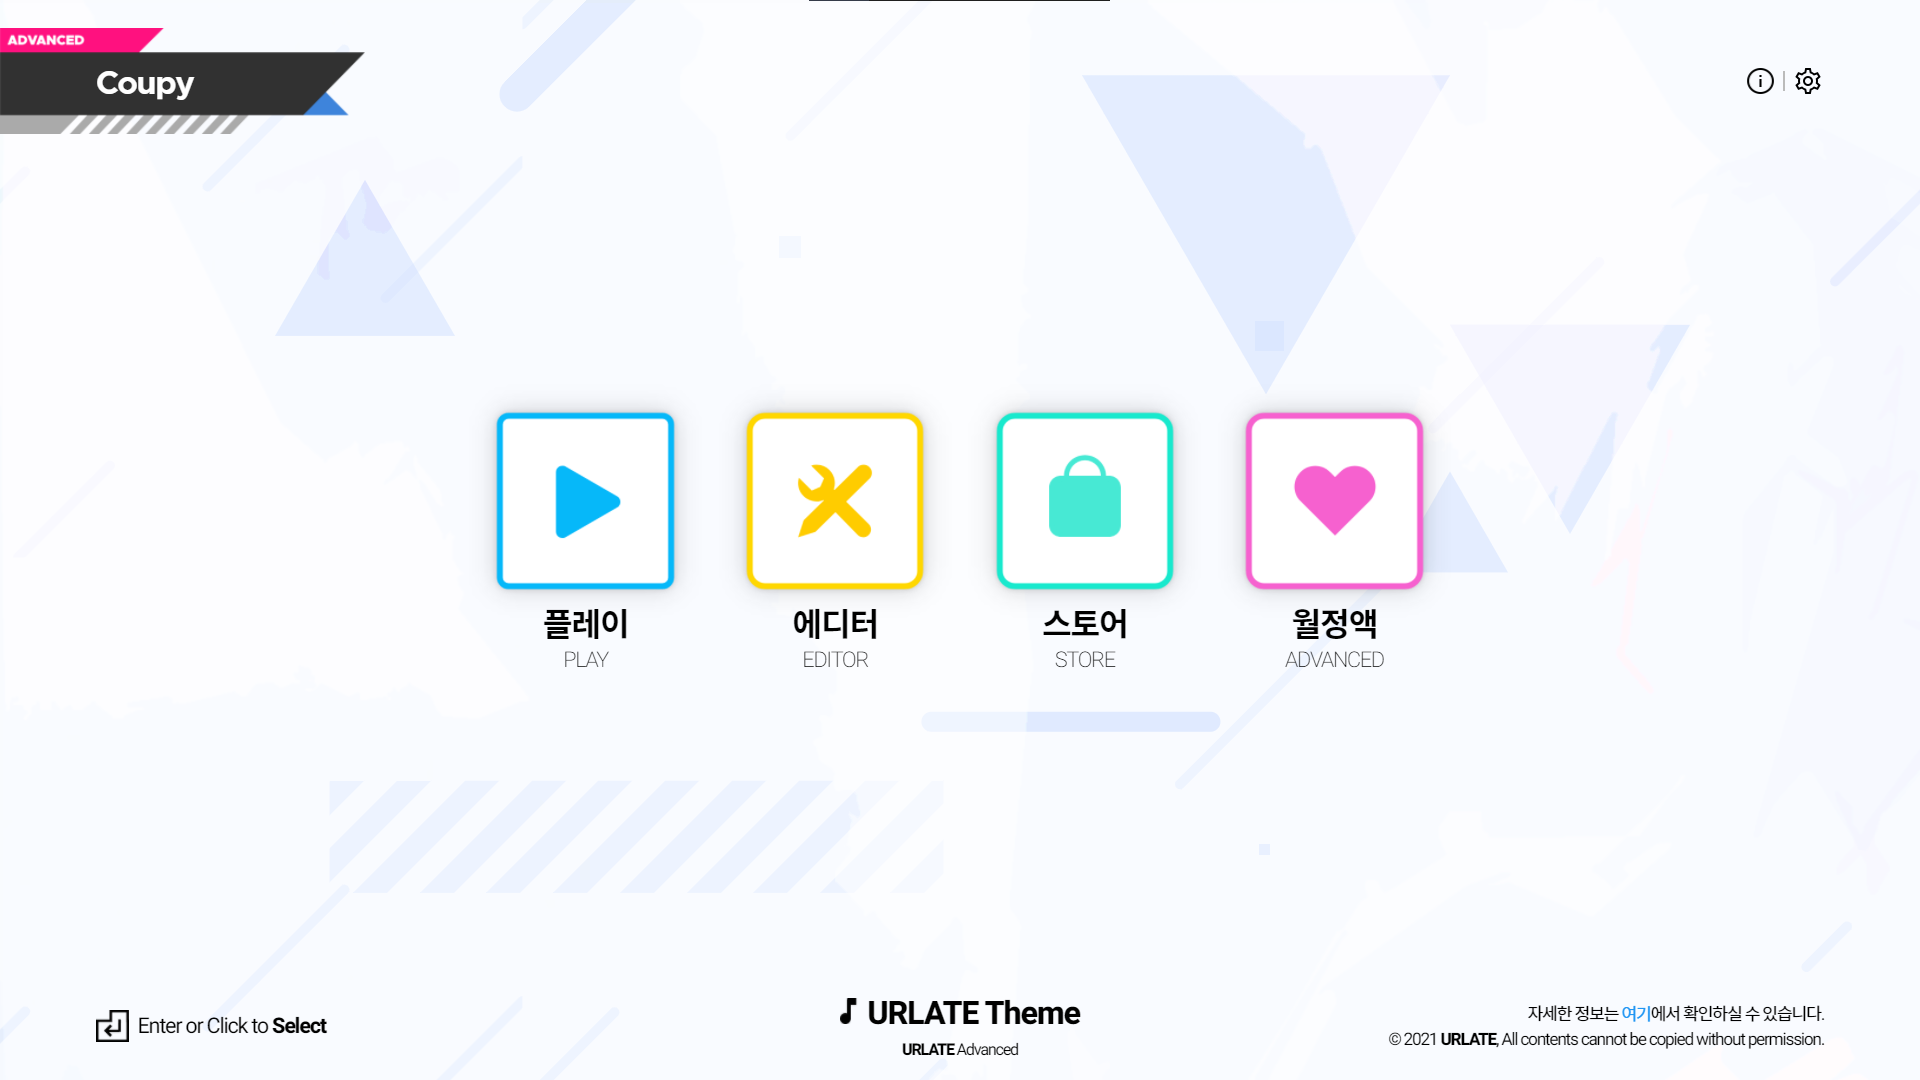 ADVANCED
Coupy
플레이
PLAY
에디터
EDITOR
스토어
STORE
월정액
ADVANCED
Enter or Click to Select
URLATE Theme
URLATE Advanced
자세한 정보는 여기에서 확인하실 수 있습니다.
© 2021 URLATE, All contents cannot be copied without permission.